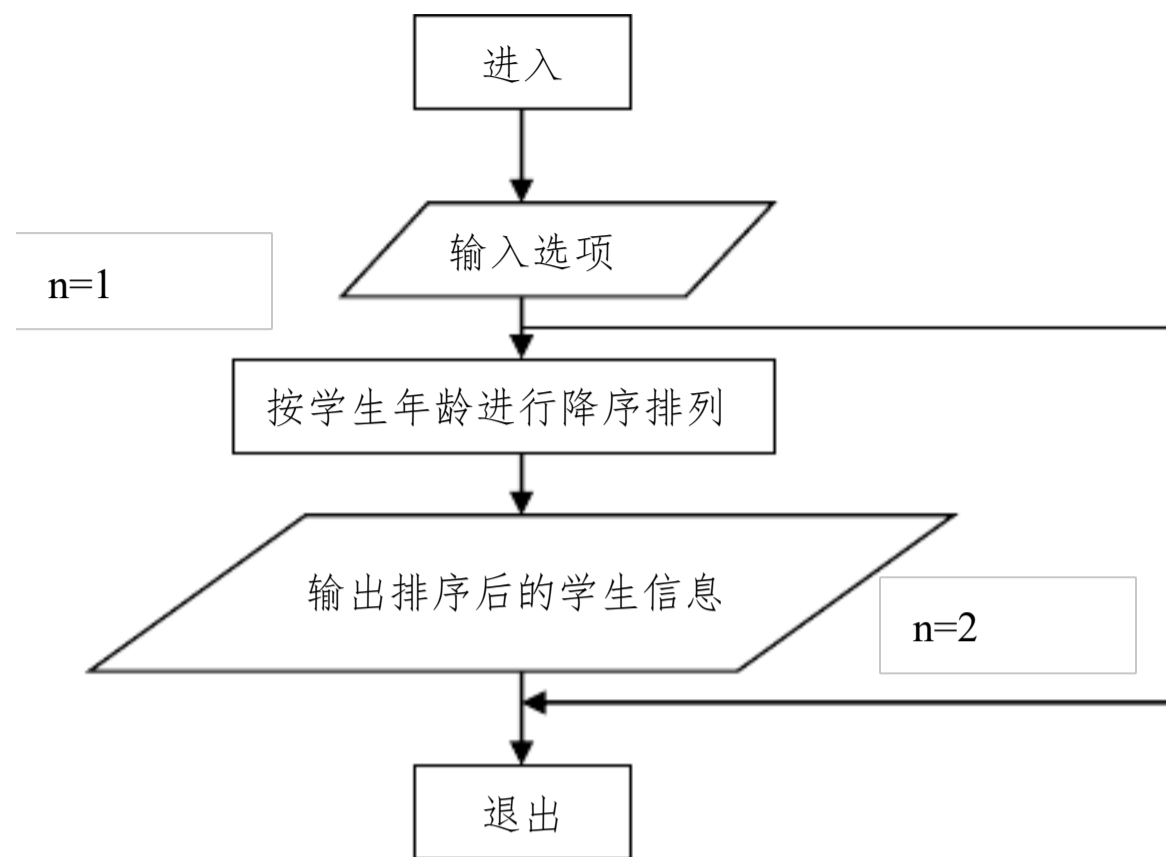 进入
输入选项
n=1
按学生年龄进行降序排列
输出排序后的学生信息
n=2
退出